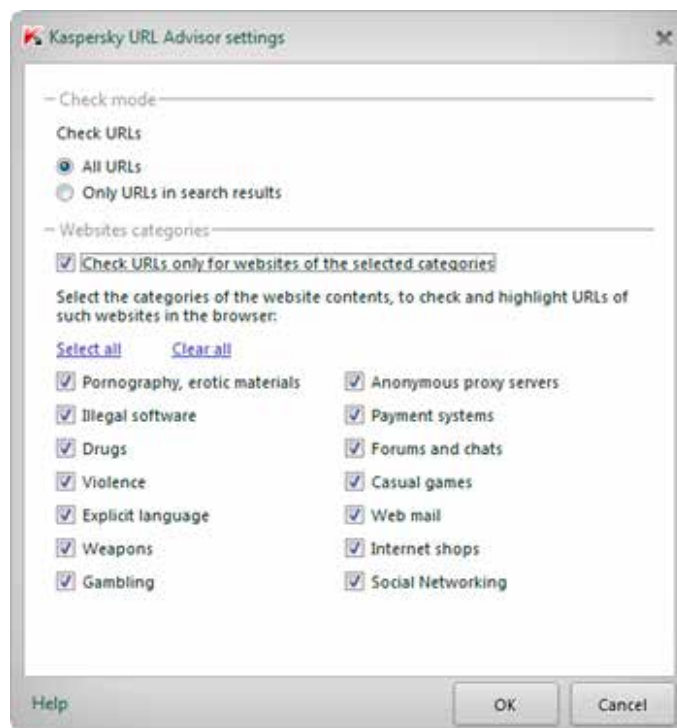 Kaspersky URL Advisor settings
Check mode
Check URLs
All URLs
Only URLs in search results
Websites categories
Check URLs only for websites of the selected categories
Select the categories of the website contents, to check and highlight URLs of
such websites in the browser:
Select all Clear all
Pornography, erotic materials Anonymous proxy servers
Illegal software Payment systems
Drugs Forums and chats
Violence Casual games
Explicit language Web mail
Weapons Internet shops
Gambling Social Networking
Help OK Cancel